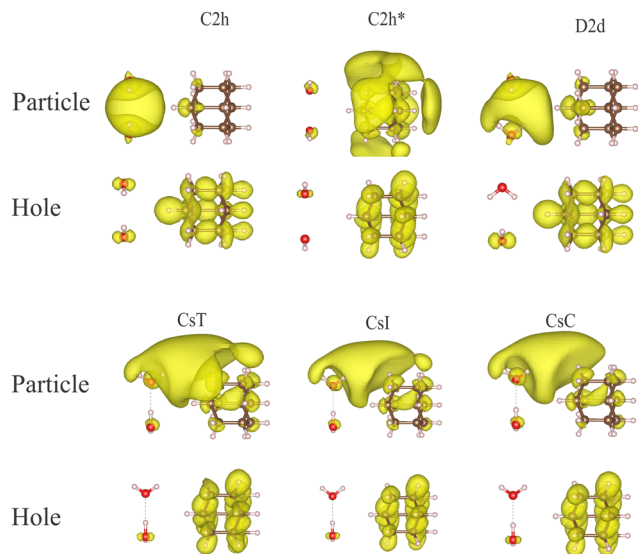 C2h C2h* D2d
Particle
Hole
CsT CsI CsC
Particle
Hole